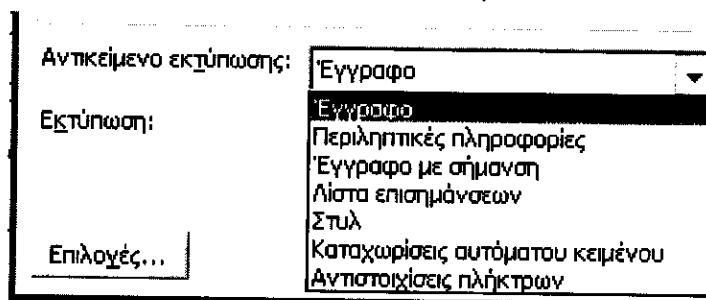 Αντικείμενο εκτύπωσης: Έγγραφο
Εκτύπωση: Έγγραφο
Περιληπτικές πληροφορίες
Έγγραφο με σήμανση
Λίστα επισημάνσεων
Στυλ
Επιλογές... Καταχωρίσεις αυτόματου κειμένου
Αντιστοιχίσεις πλήκτρων